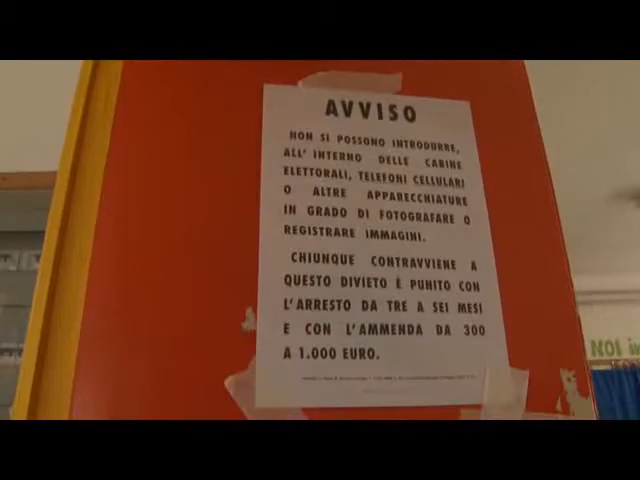 AVVISO
NON SI POSSONO INTRODURRE,
ALL' INTERNO DELLE CABINE
ELETTORALI, TELEFONI CELLULARI
O ALTRE APPARECCHIATURE
IN GRADO DI FOTOGRAFARE O
REGISTRARE IMMAGINI.
CHIUNQUE CONTRAVVIENE A
QUESTO DIVIETO È PUNITO CON
L'ARRESTO DA TRE A SEI MESI
E CON L'AMMENDA DA 300
A 1.000 EURO.
NOI